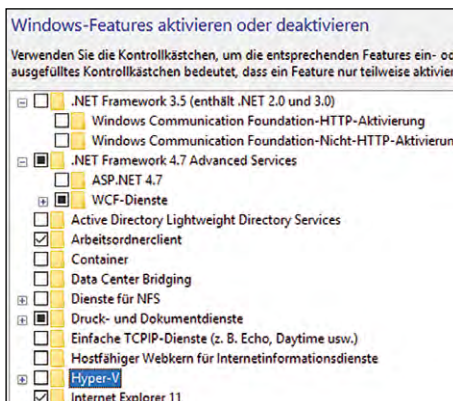 Windows-Features aktivieren oder deaktivieren
Verwenden Sie die Kontrollkästchen, um die entsprechenden Features ein-
ausgefülltes Kontrollkästchen bedeutet, dass ein Feature nur teilweise
.NET Framework 3.5 (enthält .NET 2.0 und 3.0)
Windows Communication Foundation-HTTP-Aktivierung
Windows Communication Foundation-Nicht-HTTP-Aktivierun
.NET Framework 4.7 Advanced Services
ASP.NET 4.7
WCF-Dienste
Active Directory Lightweight Directory Services
Arbeitsordnerclient
Container
Data Center Bridging
Dienste für NFS
Druck- und Dokumentdienste
Einfache TCPIP-Dienste (z. B. Echo, Daytime usw.)
Hostfähiger Webkern für Internetinformationsdienste
Hyper-V
Internet Explorer 11